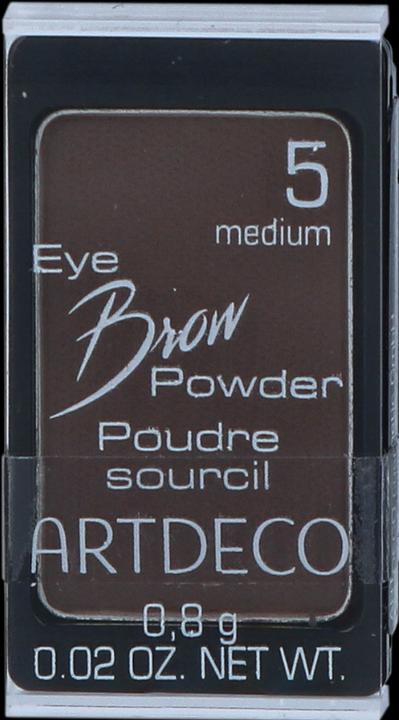 5
medium
Eye
Brow
Powder
Poudre
sourcil
ARTDECO
0,8 g
0.02 OZ. NET WT.